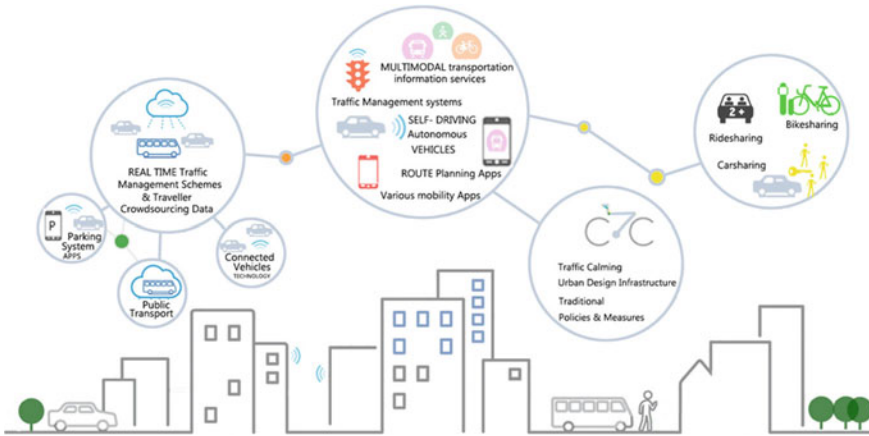 REAL TIME Traffic
Management Schemes
& Traveller
Crowdsourcing Data
P
Parking
System
APPS
Public
Transport
Connected
Vehicles
TECHNOLOGY
MULTIMODAL transportation
information services
Traffic Management systems
SELF- DRIVING
Autonomous
VEHICLES
ROUTE Planning Apps
Various mobility Apps
Traffic Calming
Urban Design Infrastructure
Traditional
Policies & Measures
2+
Ridesharing
Bikesharing
Carsharing